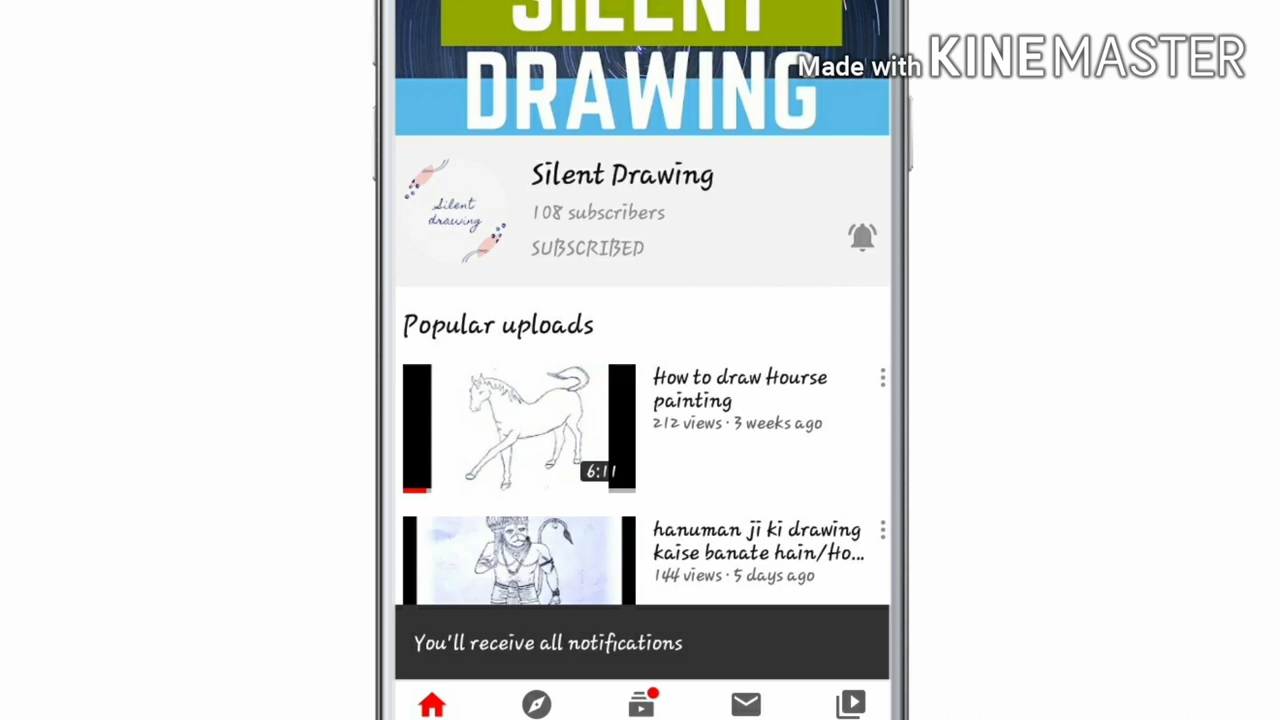 SILENT
Made with KINEMASTER
DRAWING
Silent
drawing
Silent Drawing
108 subscribers
SUBSCRIBED
Popular uploads
How to draw Hourse
painting
212 views · 3 weeks ago
6:11
hanuman ji ki drawing
kaise banate hain/Ho...
144 views · 5 days ago
You'll receive all notifications